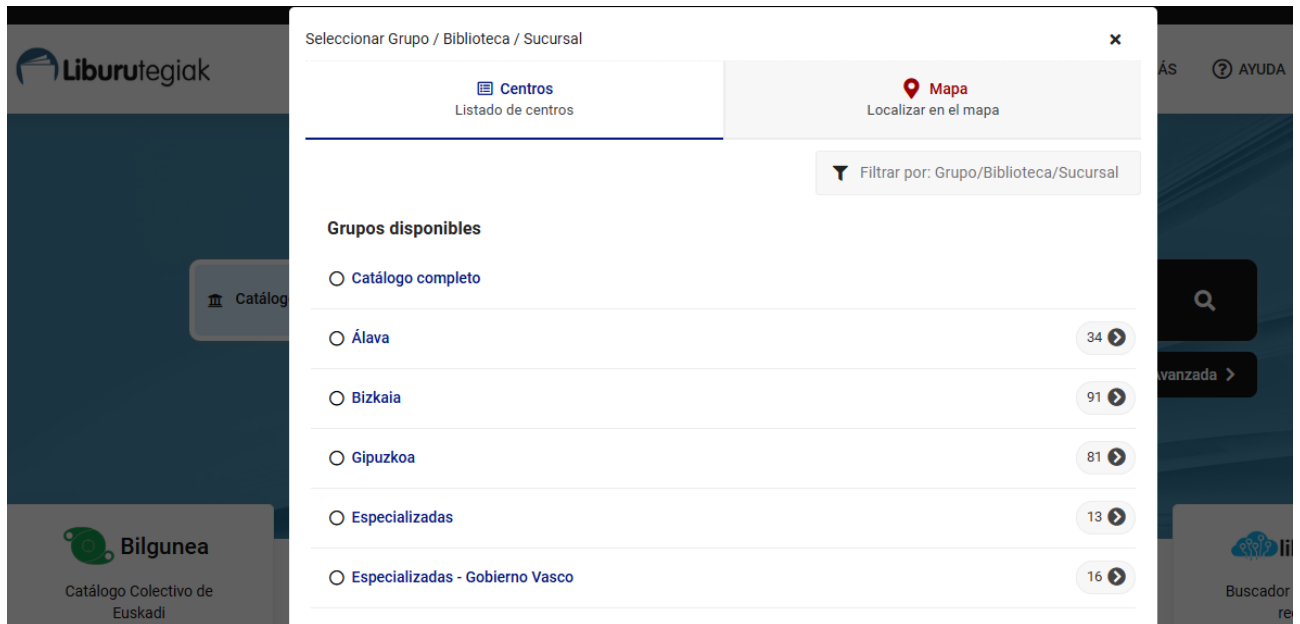 Liburutegiak
Seleccionar Grupo / Biblioteca / Sucursal
ÁS
AYUDA
Centros
Listado de centros
Mapa
Localizar en el mapa
Filtrar por: Grupo/Biblioteca/Sucursal
Grupos disponibles
Catálogo completo
Catálog
Álava
34
vanzada
Bizkaia
91
Gipuzkoa
81
Especializadas
13
Especializadas - Gobierno Vasco
16
Bilgunea
Catálogo Colectivo de
Euskadi
li
Buscador
re